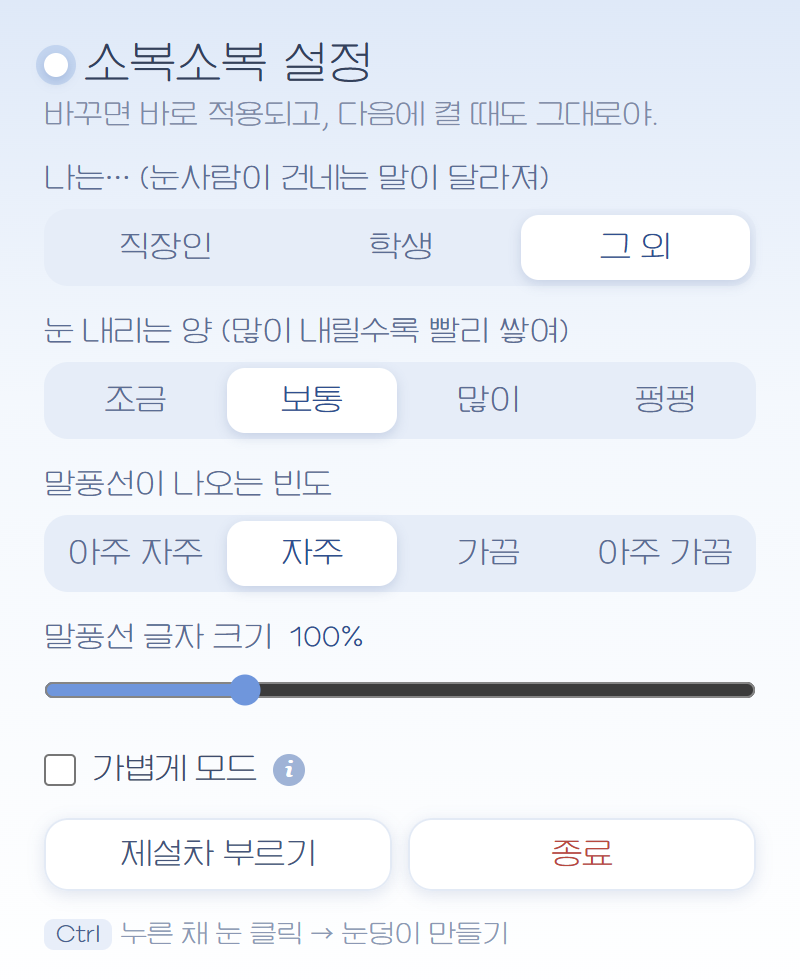 소복소복 설정
바꾸면 바로 적용되고, 다음에 켤 때도 그대로야.
나는… (눈사람이 건네는 말이 달라져)
직장인 학생 그 외
눈 내리는 양 (많이 내릴수록 빨리 쌓여)
조금 보통 많이 펑펑
말풍선이 나오는 빈도
아주 자주 자주 가끔 아주 가끔
말풍선 글자 크기 100%
가볍게 모드 i
제설차 부르기 종료
Ctrl 누른 채 눈 클릭 → 눈덩이 만들기